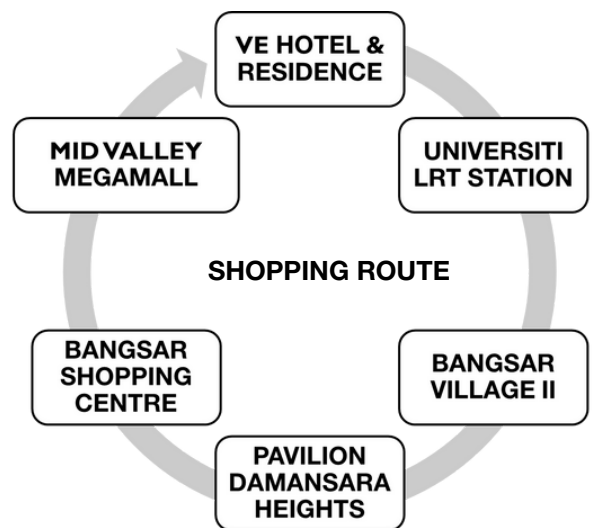 VE HOTEL &
RESIDENCE
MID VALLEY
MEGAMALL
UNIVERSITI
LRT STATION
SHOPPING ROUTE
BANGSAR
SHOPPING
CENTRE
BANGSAR
VILLAGE II
PAVILION
DAMANSARA
HEIGHTS